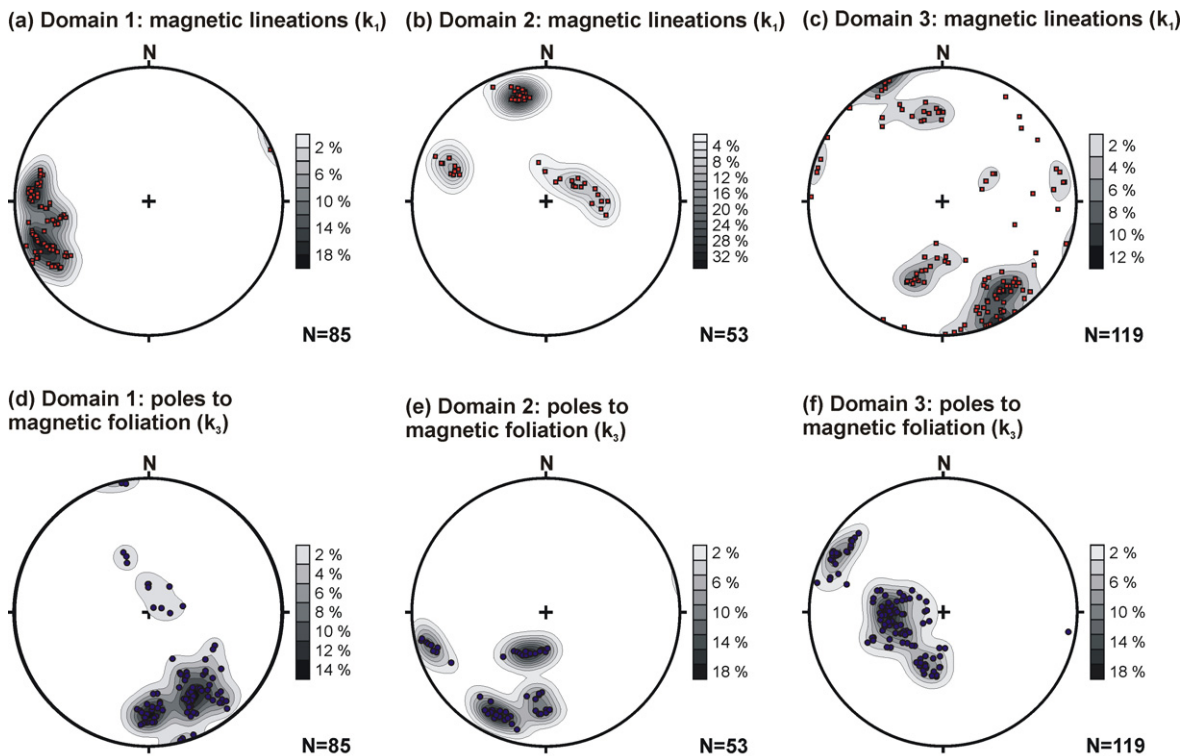 (a) Domain 1: magnetic lineations (k₁)
N
2 %
6 %
10 %
14 %
18 %
N=85
(b) Domain 2: magnetic lineations (k₁)
N
4 %
8 %
12 %
16 %
20 %
24 %
28 %
32 %
N=53
(c) Domain 3: magnetic lineations (k₁)
N
2 %
4 %
6 %
8 %
10 %
12 %
N=119
(d) Domain 1: poles to
magnetic foliation (k₃)
N
2 %
4 %
6 %
8 %
10 %
12 %
14 %
N=85
(e) Domain 2: poles to
magnetic foliation (k₃)
N
2 %
6 %
10 %
14 %
18 %
N=53
(f) Domain 3: poles to
magnetic foliation (k₃)
N
2 %
6 %
10 %
14 %
18 %
N=119